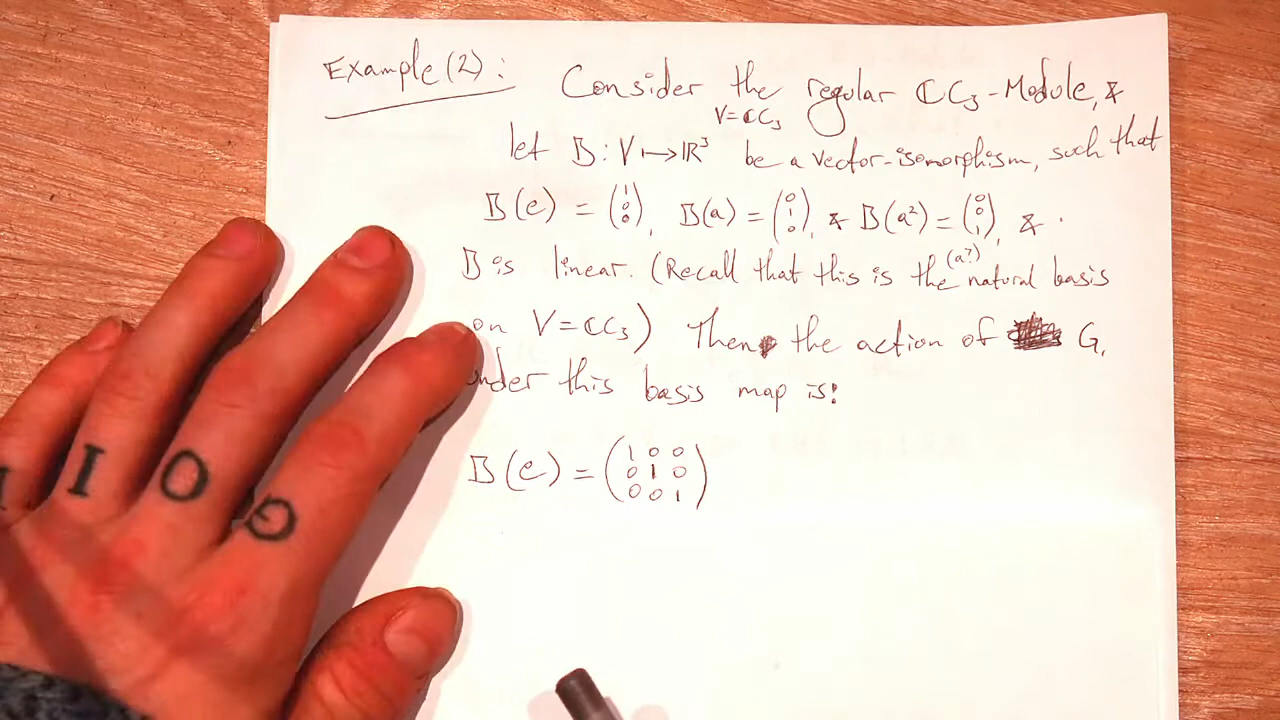 Example(2): Consider the regular ℂC₃-Module, &
V=ℂC₃
let B: V ↦ ℝ³ be a vector-isomorphism, such that
B(e) = (1 0 0), B(a) = (0 1 0), & B(a²) = (0 0 1), &
B is linear. (Recall that this is the (a?) natural basis
on V=ℂC₃) Then the action of G,
under this basis map is:
B(e) = (1 0 0
0 1 0
0 0 1)
I O G